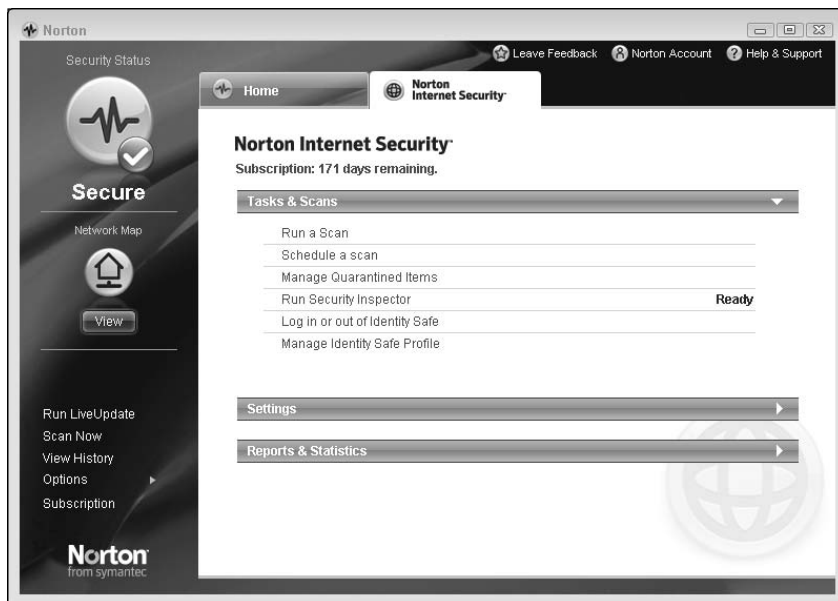 Norton
Security Status
Leave Feedback
Norton Account
Help & Support
Home
Norton
Internet Security™
Secure
Norton Internet Security™
Subscription: 171 days remaining.
Tasks & Scans
Run a Scan
Schedule a scan
Manage Quarantined Items
Run Security Inspector Ready
Log in or out of Identity Safe
Manage Identity Safe Profile
Network Map
View
Settings
Reports & Statistics
Run LiveUpdate
Scan Now
View History
Options
Subscription
Norton™
from symantec